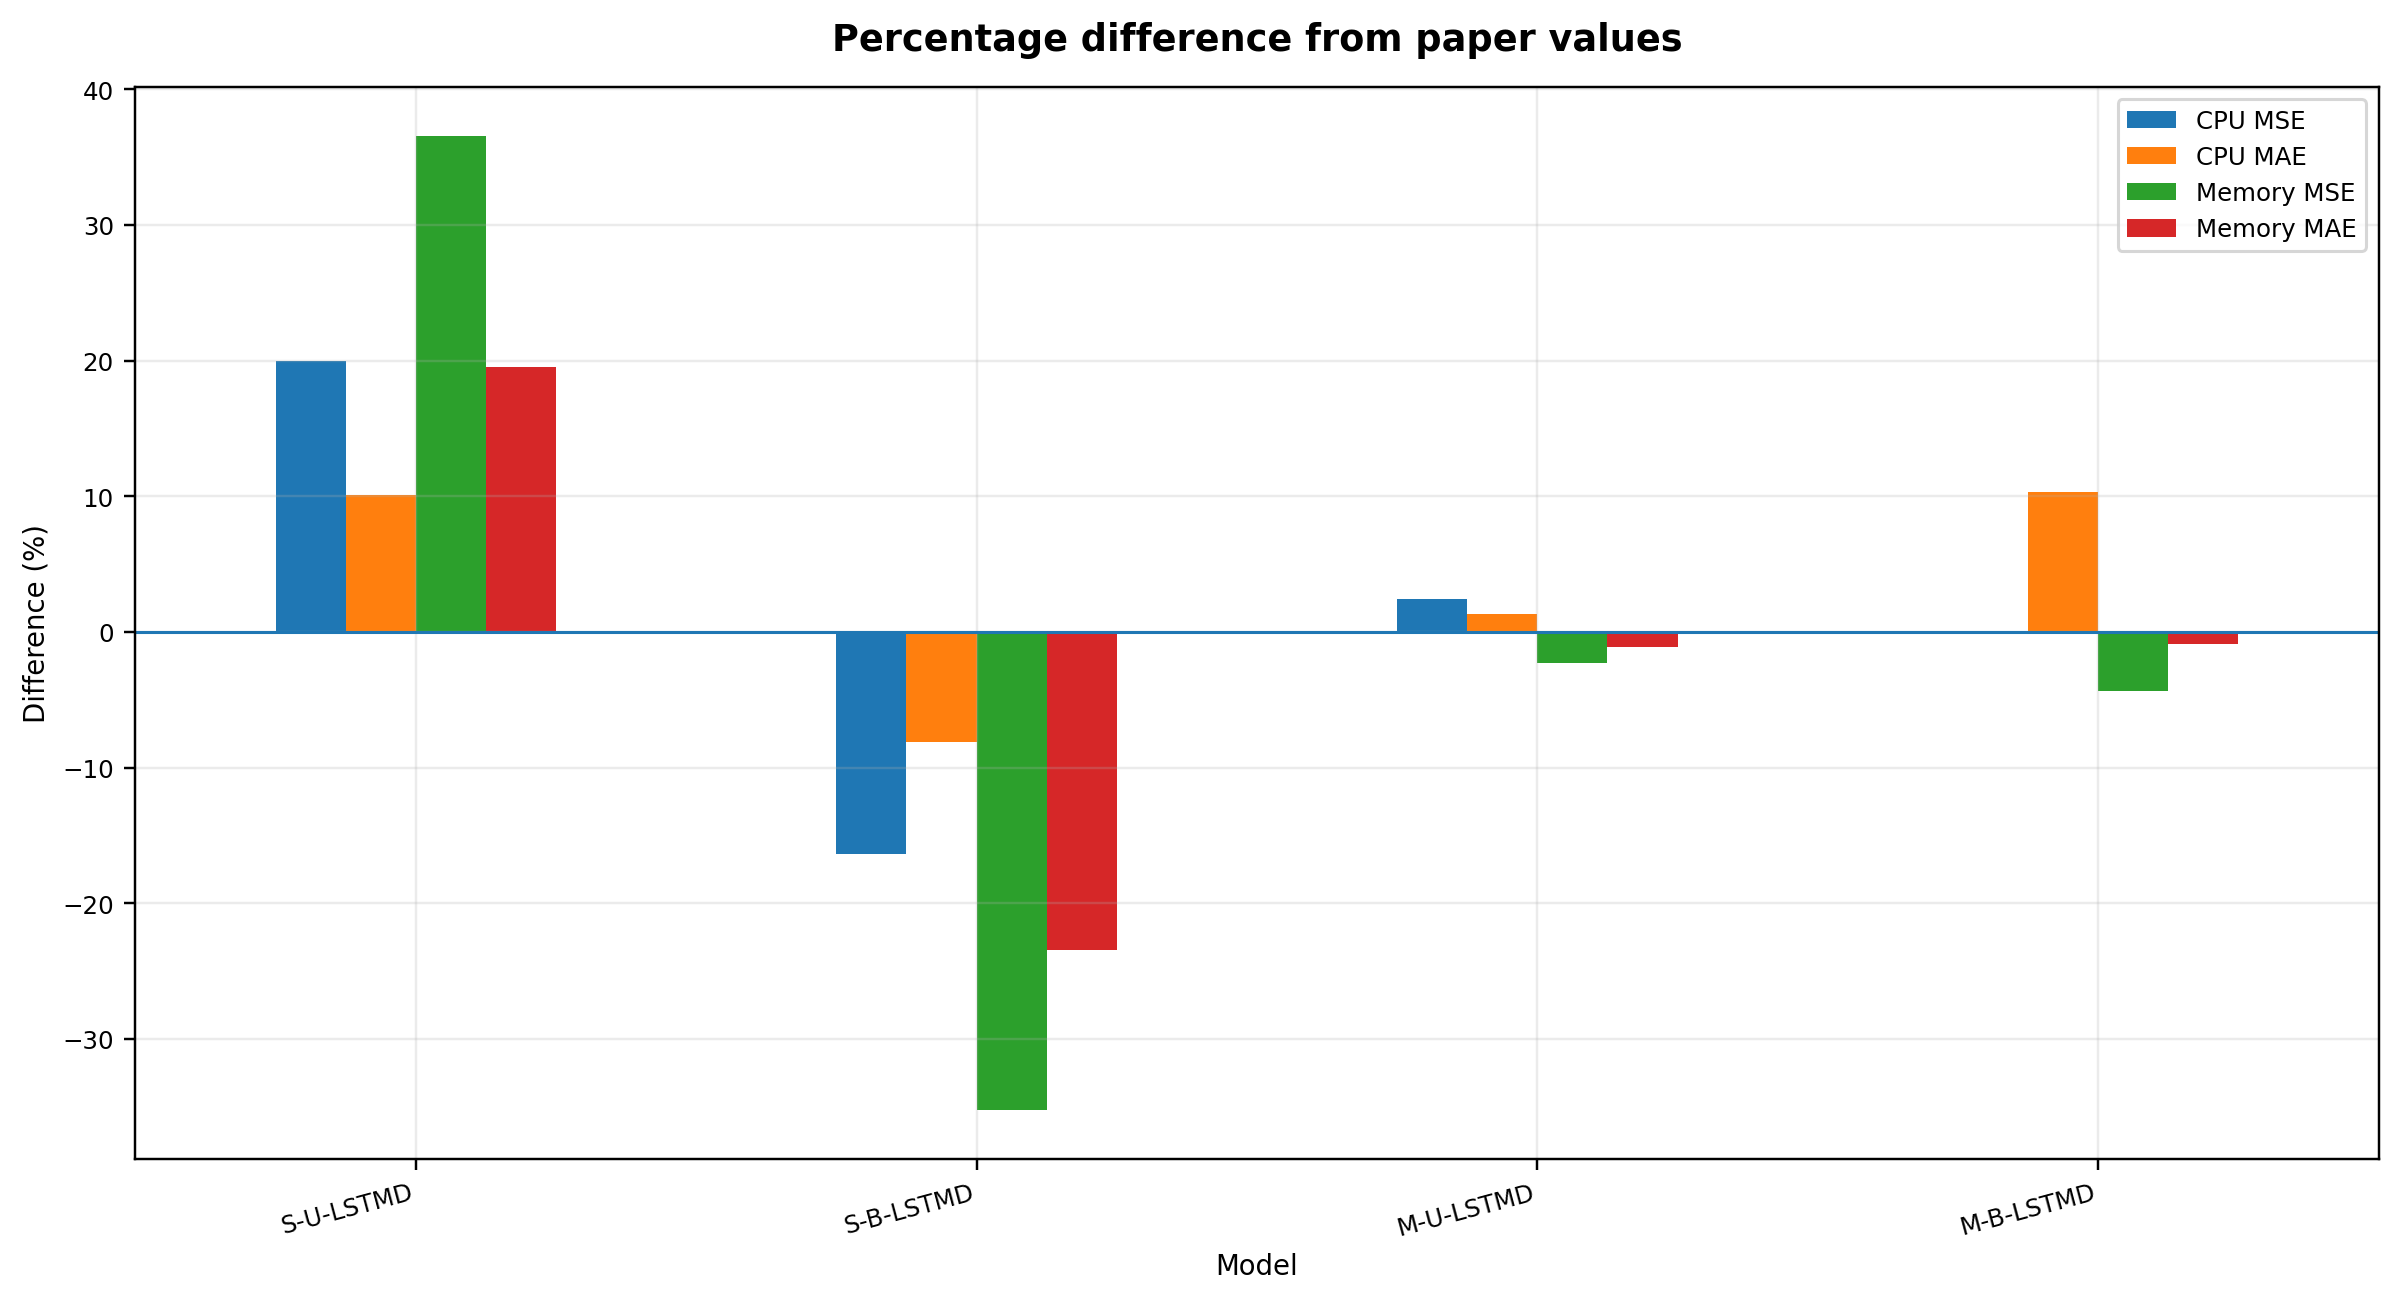 Percentage difference from paper values
40
30
20
10
0
−10
−20
−30
Difference (%)
CPU MSE
CPU MAE
Memory MSE
Memory MAE
S-U-LSTMD
S-B-LSTMD
M-U-LSTMD
M-B-LSTMD
Model